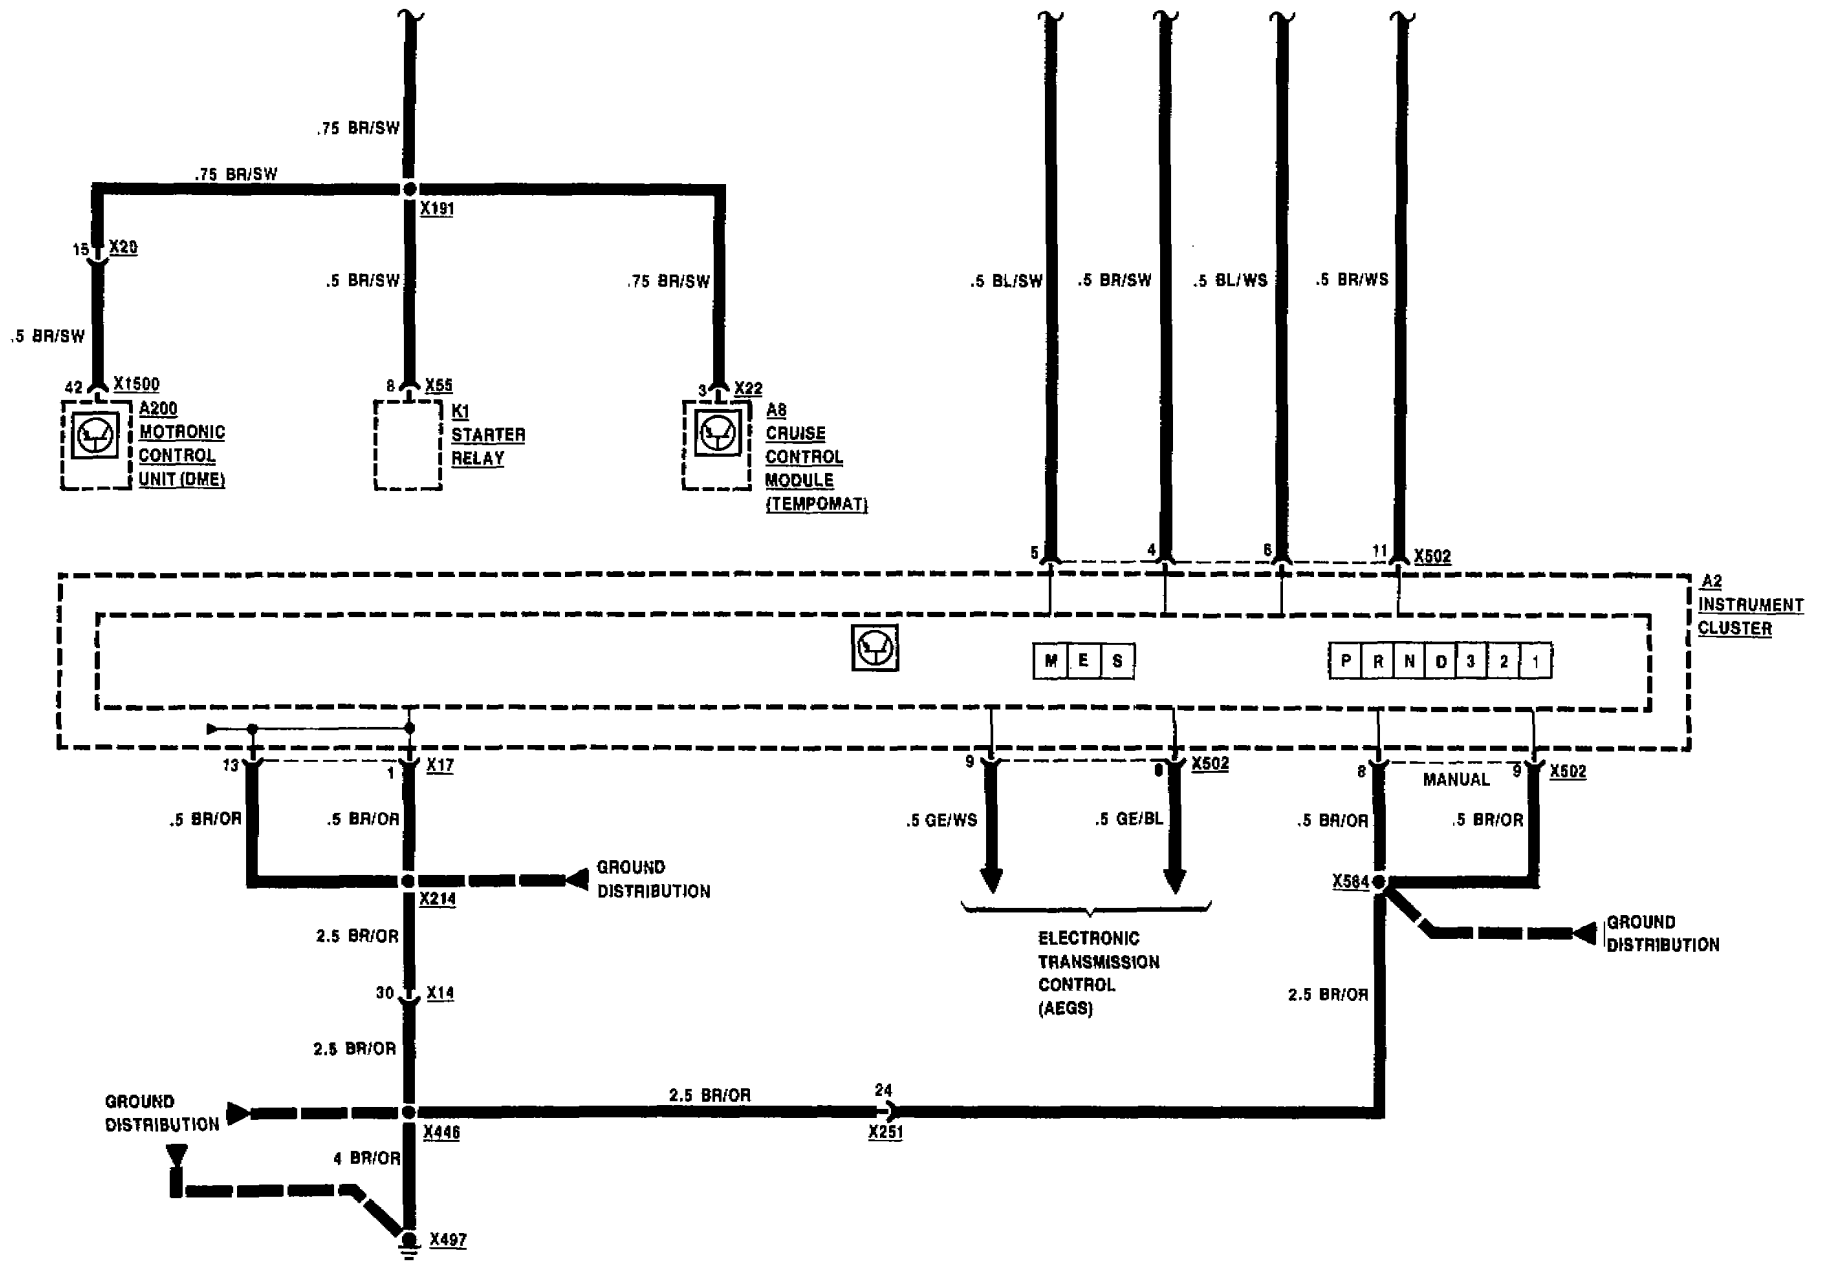 .75 BR/SW
.75 BR/SW
X191
15 X20
.5 BR/SW
.75 BR/SW
.5 BL/SW
.5 BR/SW
.5 BL/WS
.5 BR/WS
.5 BR/SW
42 X1500
8 X55
3 X22
A200
MOTRONIC
CONTROL
UNIT (DME)
K1
STARTER
RELAY
A8
CRUISE
CONTROL
MODULE
(TEMPOMAT)
5
4
6
11 X502
A2
INSTRUMENT
CLUSTER
M E S
P R N D 3 2 1
13
1 X17
9
8 X502
8
MANUAL
9 X502
.5 BR/OR
.5 BR/OR
.5 GE/WS
.5 GE/BL
.5 BR/OR
.5 BR/OR
GROUND
DISTRIBUTION
X214
X564
2.5 BR/OR
GROUND
DISTRIBUTION
ELECTRONIC
TRANSMISSION
CONTROL
(AEGS)
30 X14
2.5 BR/OR
2.5 BR/OR
GROUND
DISTRIBUTION
2.5 BR/OR
24
X446
X251
4 BR/OR
X497